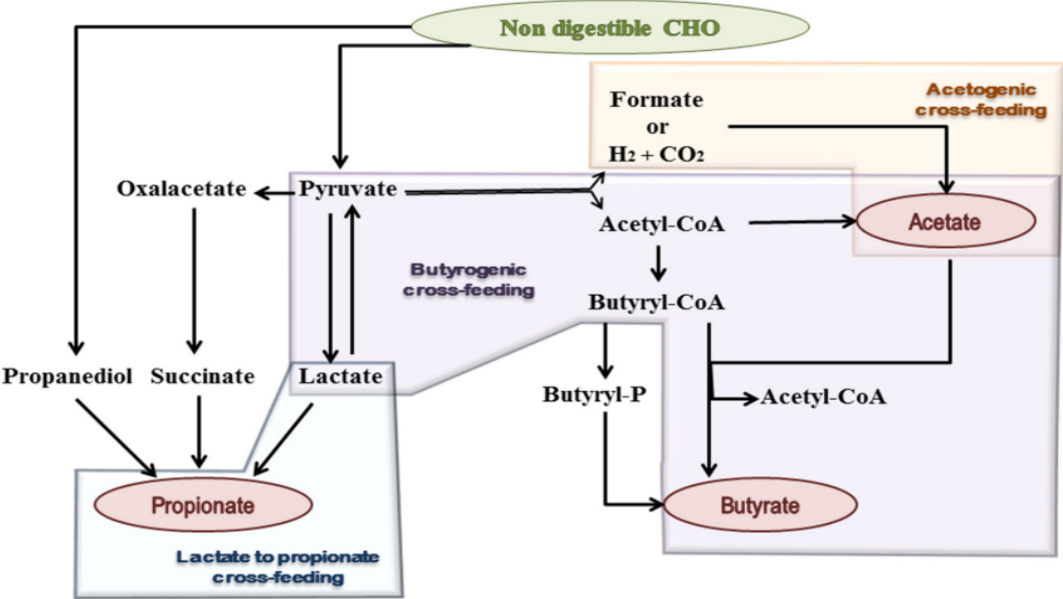 Non digestible CHO
Acetogenic
cross-feeding
Formate
or
H2 + CO2
Oxalacetate
Pyruvate
Acetyl-CoA
Acetate
Butyrogenic
cross-feeding
Butyryl-CoA
Propanediol
Succinate
Lactate
Butyryl-P
Acetyl-CoA
Propionate
Butyrate
Lactate to propionate
cross-feeding